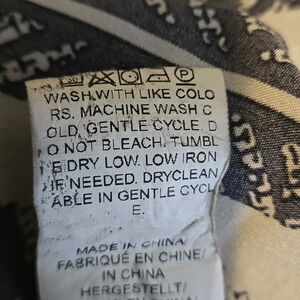 30
P
WASH WITH LIKE COLO
RS. MACHINE WASH C
OLD, GENTLE CYCLE. D
O NOT BLEACH. TUMBL
E DRY LOW. LOW IRON
IF NEEDED. DRYCLEAN
ABLE IN GENTLE CYCL
E.
MADE IN CHINA/
FABRIQUÉ EN CHINE/
IN CHINA
HERGESTELLT/